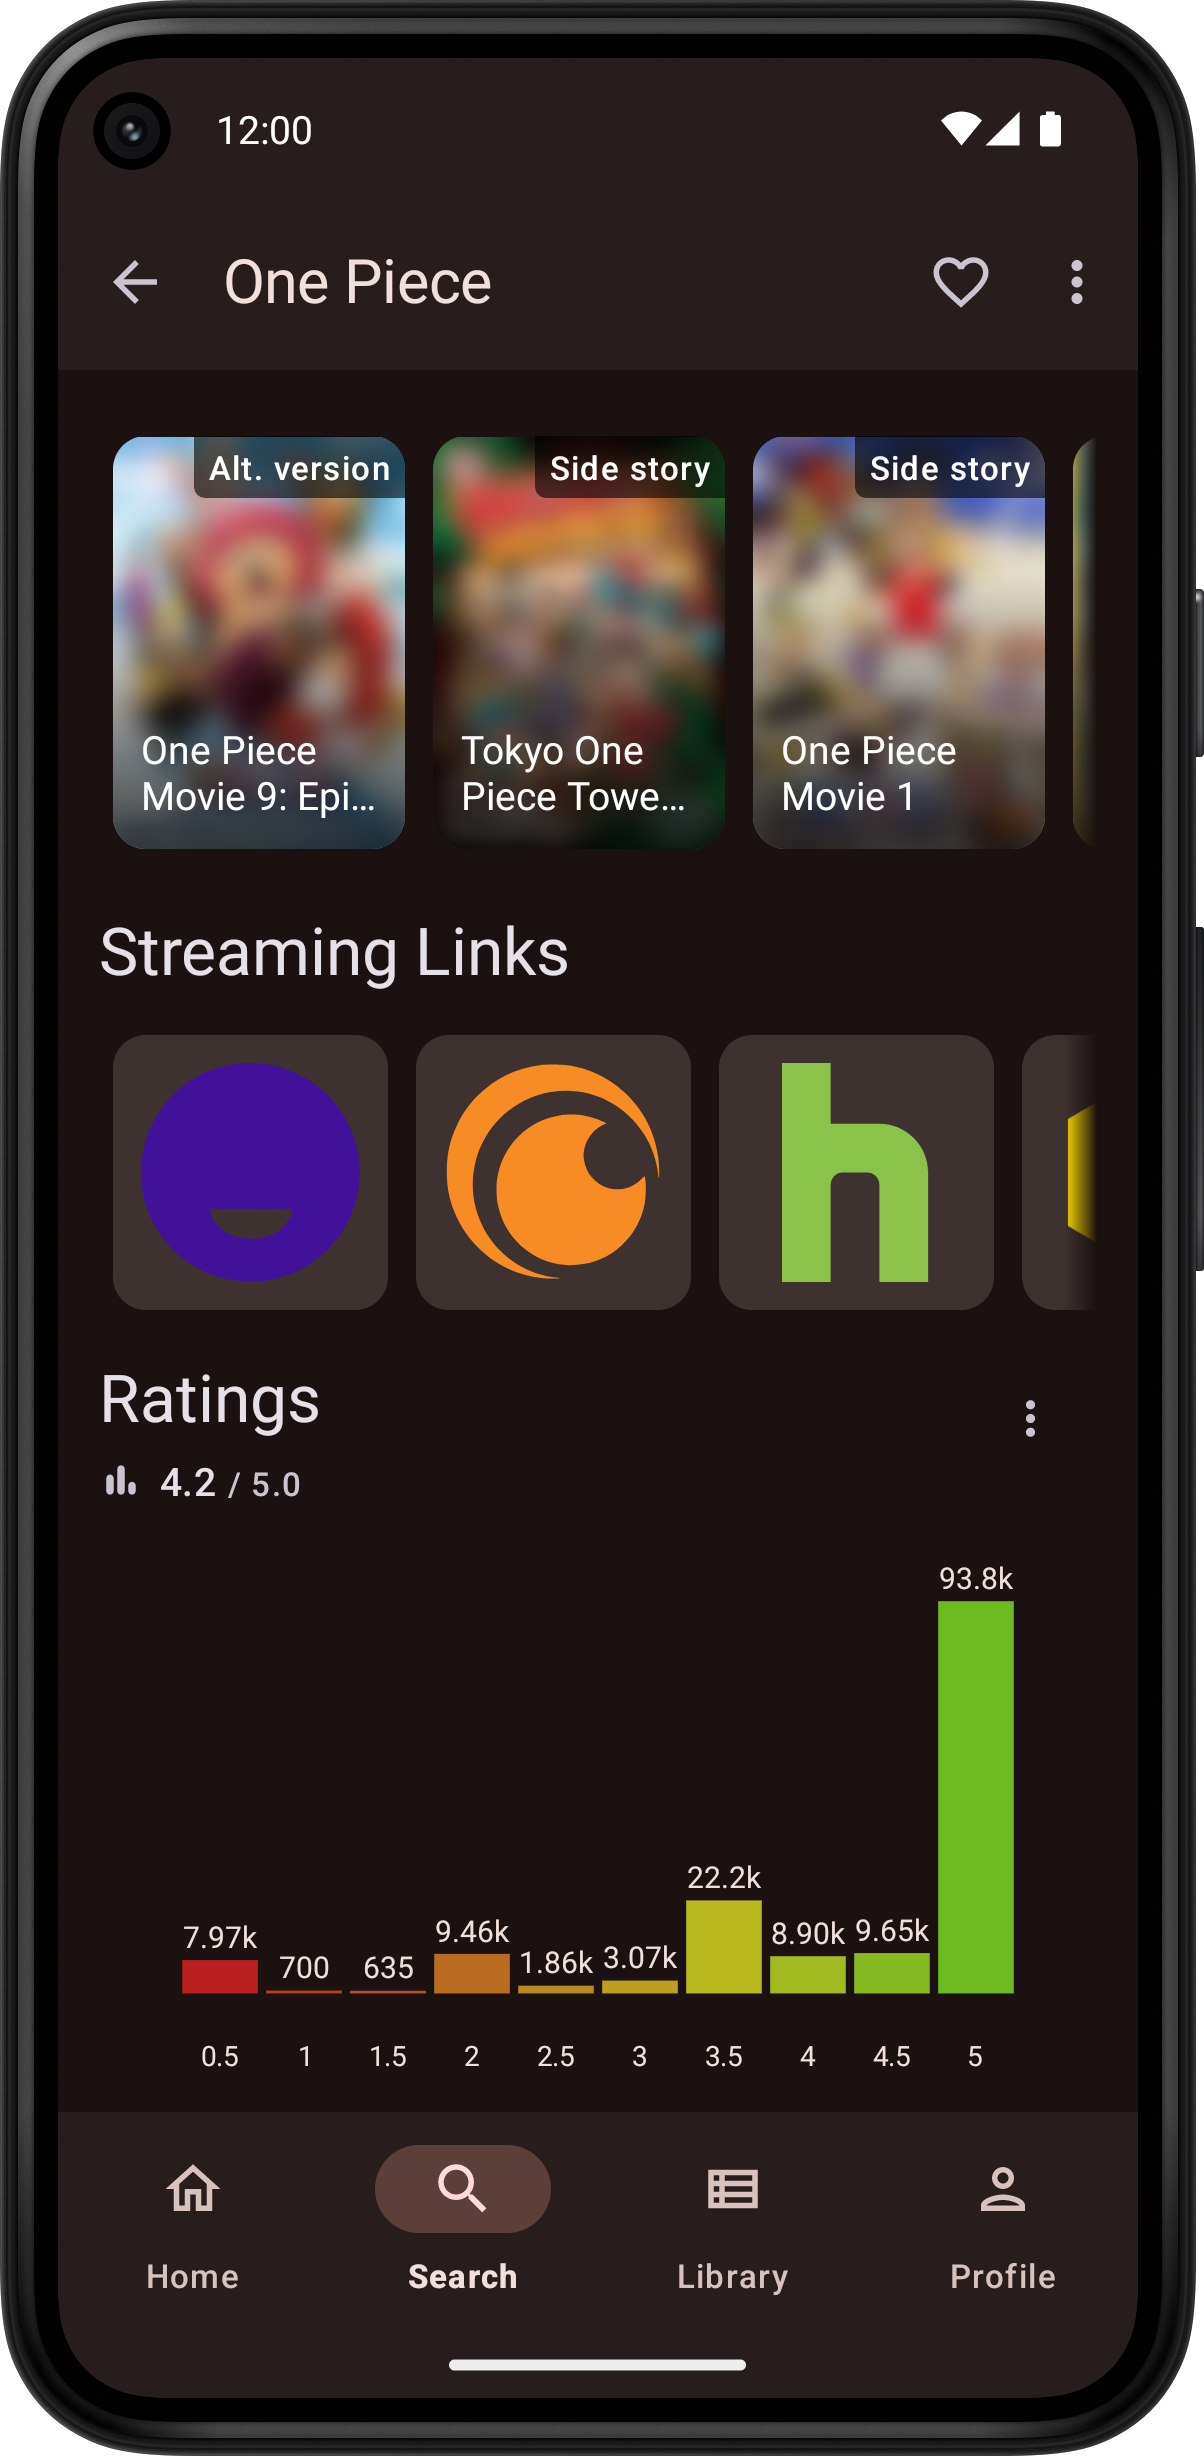 12:00
One Piece
Alt. version
One Piece
Movie 9: Epi...
Side story
Tokyo One
Piece Towe...
Side story
One Piece
Movie 1
Streaming Links
h
Ratings
4.2 / 5.0
93.8k
22.2k
7.97k
700
635
9.46k
1.86k
3.07k
8.90k
9.65k
0.5 1 1.5 2 2.5 3 3.5 4 4.5 5
Home
Search
Library
Profile